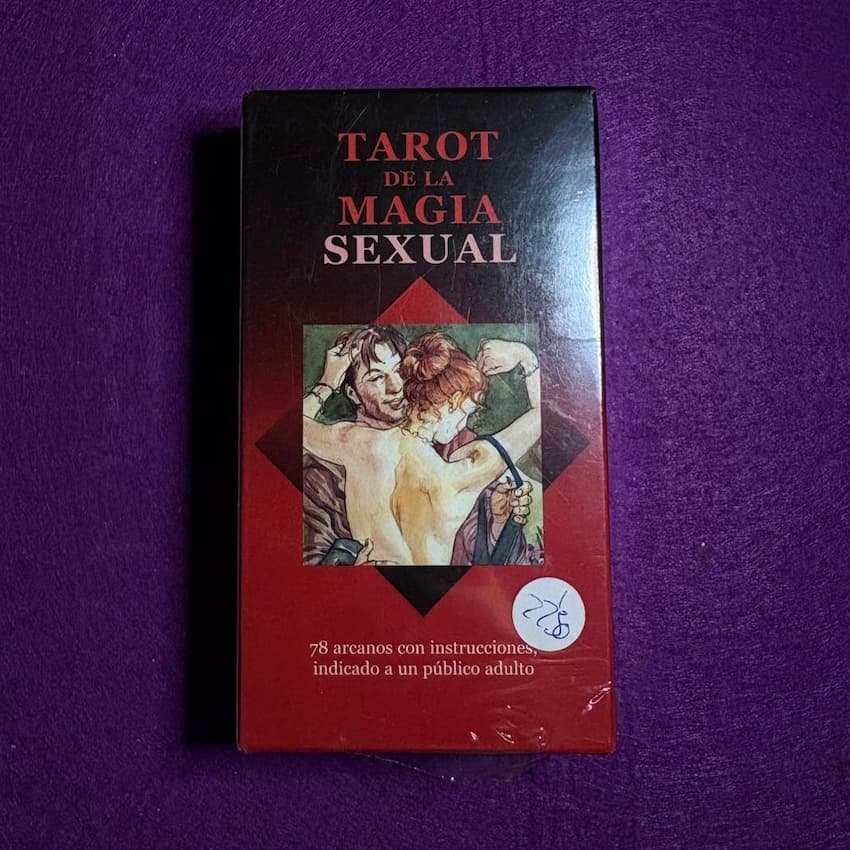 TAROT
DE LA
MAGIA
SEXUAL
78 arcanos con instrucciones,
indicado a un público adulto